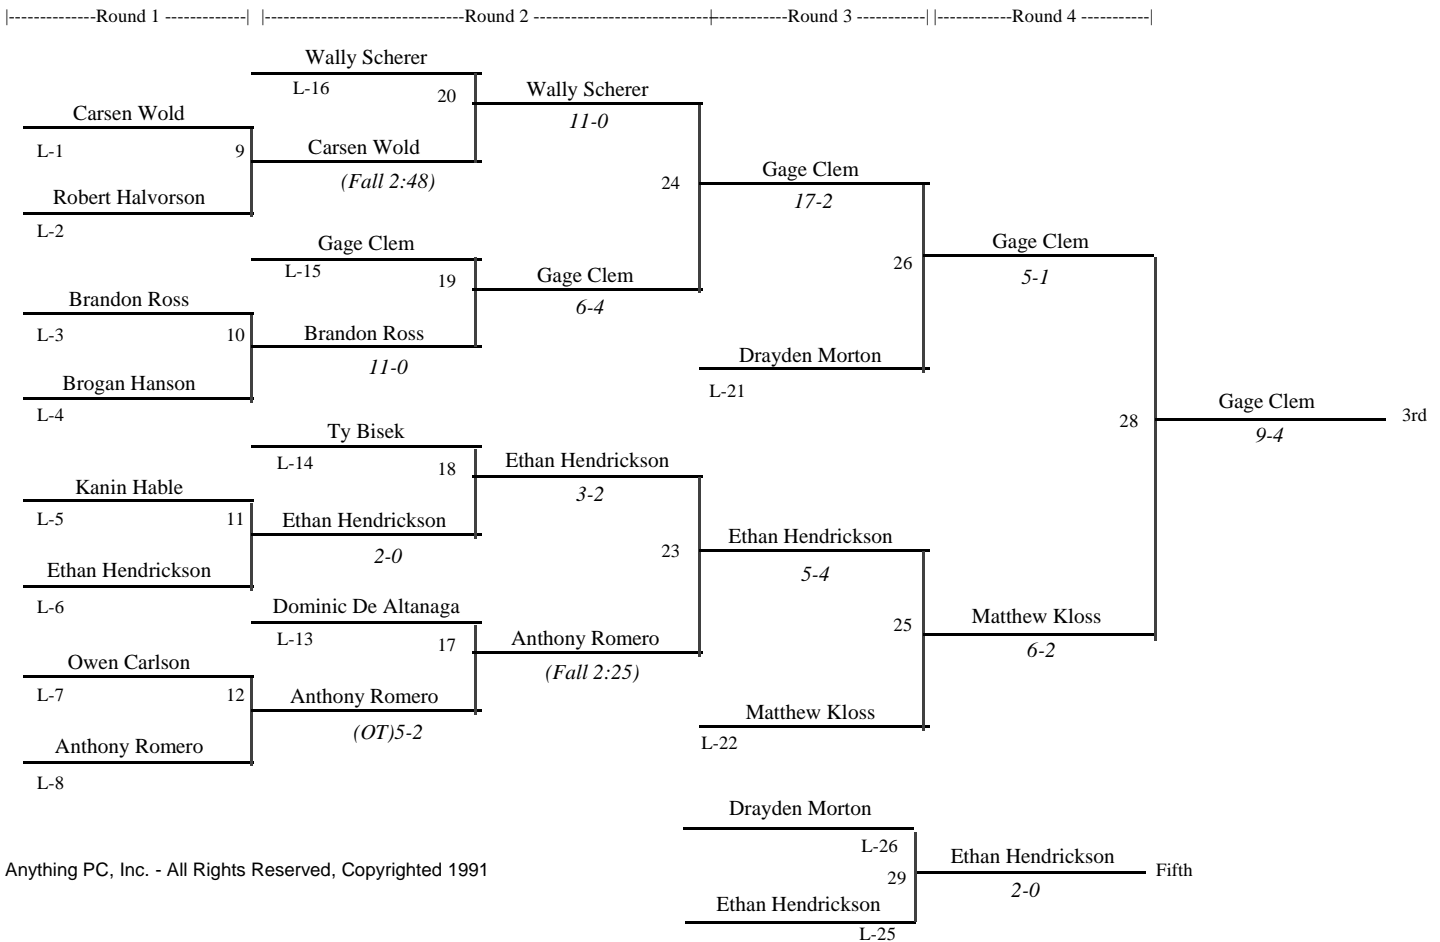 |-------------Round 1 -------------| |-----------------------------Round 2 --------------------------+-----------Round 3 ----------| |-----------Round 4 ----------|
Wally Scherer
L-16
20
Wally Scherer
11-0
Carsen Wold
L-1
9
Carsen Wold
(Fall 2:48)
24
Gage Clem
17-2
Robert Halvorson
L-2
Gage Clem
L-15
19
Gage Clem
6-4
26
Gage Clem
5-1
Brandon Ross
L-3
10
Brandon Ross
11-0
Drayden Morton
L-21
Brogan Hanson
L-4
28
Gage Clem
9-4
3rd
Ty Bisek
L-14
18
Ethan Hendrickson
3-2
Kanin Hable
L-5
11
Ethan Hendrickson
2-0
23
Ethan Hendrickson
5-4
Ethan Hendrickson
L-6
Dominic De Altanaga
L-13
17
Anthony Romero
(Fall 2:25)
25
Matthew Kloss
6-2
Owen Carlson
L-7
12
Anthony Romero
(OT)5-2
Matthew Kloss
L-22
Anthony Romero
L-8
Drayden Morton
L-26
29
Ethan Hendrickson
2-0
Fifth
Anything PC, Inc. - All Rights Reserved, Copyrighted 1991
Ethan Hendrickson
L-25